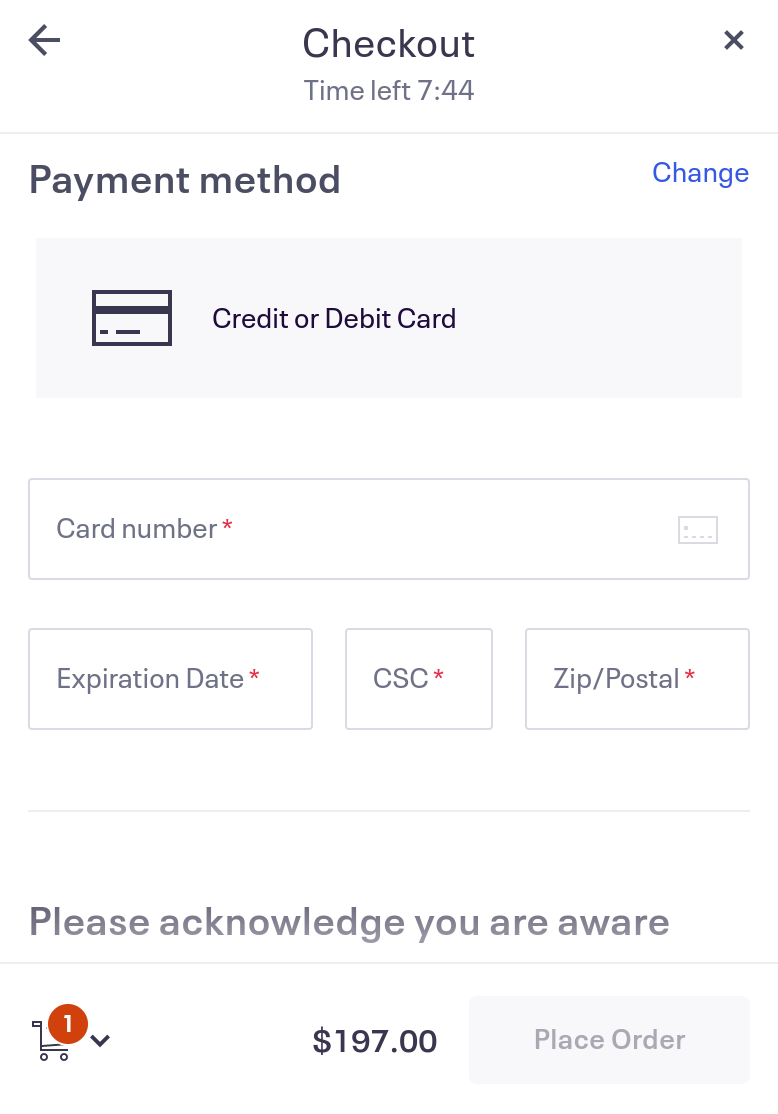 Checkout
Time left 7:44
Payment method
Change
Credit or Debit Card
Card number *
Expiration Date *
CSC *
Zip/Postal *
Please acknowledge you are aware
1
$197.00
Place Order